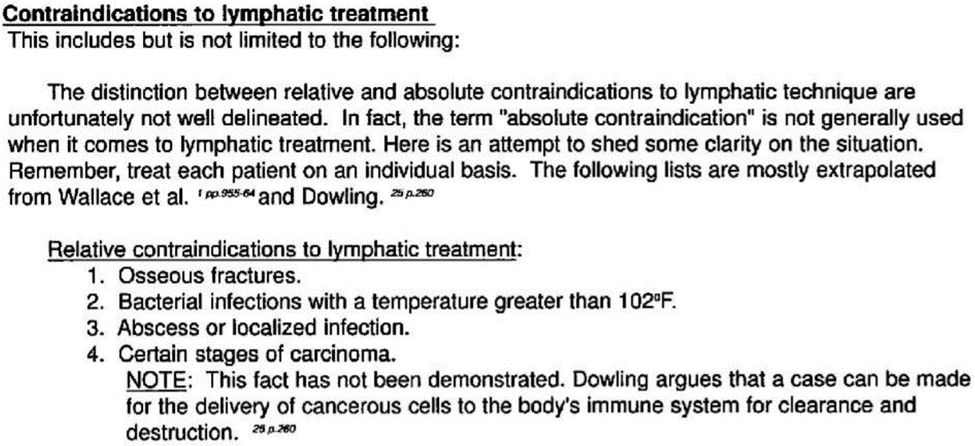 Contraindications to lymphatic treatment
This includes but is not limited to the following:
The distinction between relative and absolute contraindications to lymphatic technique are
unfortunately not well delineated. In fact, the term "absolute contraindication" is not generally used
when it comes to lymphatic treatment. Here is an attempt to shed some clarity on the situation.
Remember, treat each patient on an individual basis. The following lists are mostly extrapolated
from Wallace et al. 1 pp.955-64 and Dowling. 25 p.260
Relative contraindications to lymphatic treatment:
1. Osseous fractures.
2. Bacterial infections with a temperature greater than 102ºF.
3. Abscess or localized infection.
4. Certain stages of carcinoma.
NOTE: This fact has not been demonstrated. Dowling argues that a case can be made
for the delivery of cancerous cells to the body's immune system for clearance and
destruction. 25 p.260